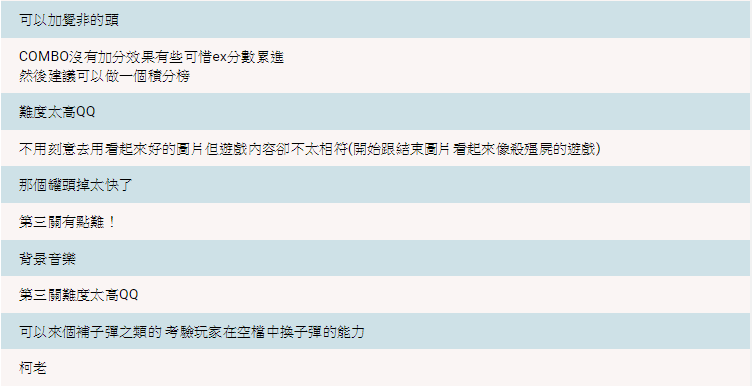 可以加覺非的頭
COMBO沒有加分效果有些可惜ex分數累進
然後建議可以做一個積分榜
難度太高QQ
不用刻意去用看起來好的圖片但遊戲內容卻不太相符(開始跟结束圖片看起來像殺殭屍的遊戲)
那個罐頭掉太快了
第三關有點難！
背景音樂
第三關難度太高QQ
可以來個補子彈之類的 考驗玩家在空檔中換子彈的能力
柯老